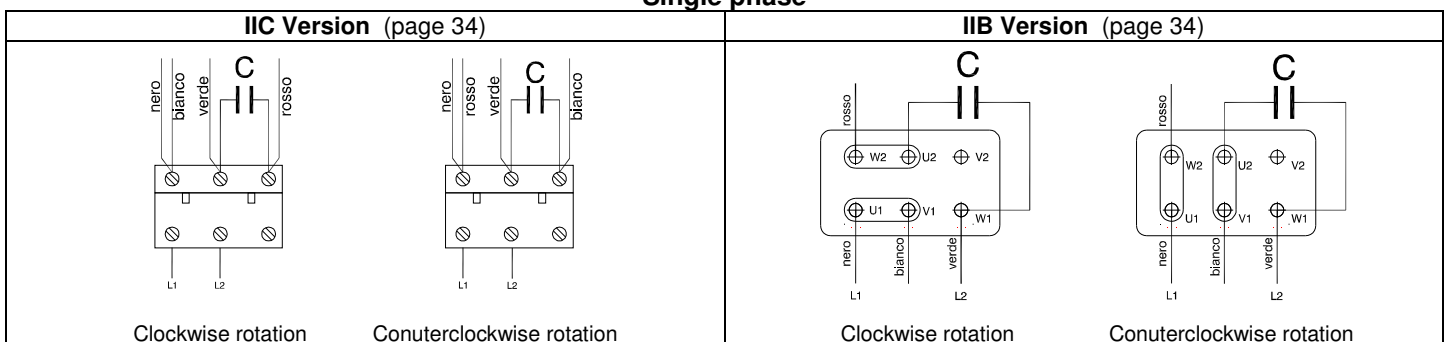 Single phase
IIC Version (page 34)
IIB Version (page 34)
nero
bianco
verde
C
rosso
L1
L2
Clockwise rotation
nero
rosso
verde
C
bianco
L1
L2
Conuterclockwise rotation
rosso
C
W2 U2 V2
U1 V1 W1
nero
bianco
verde
L1 L2
Clockwise rotation
rosso
C
W2 U2 V2
U1 V1 W1
nero
bianco
verde
L1 L2
Conuterclockwise rotation